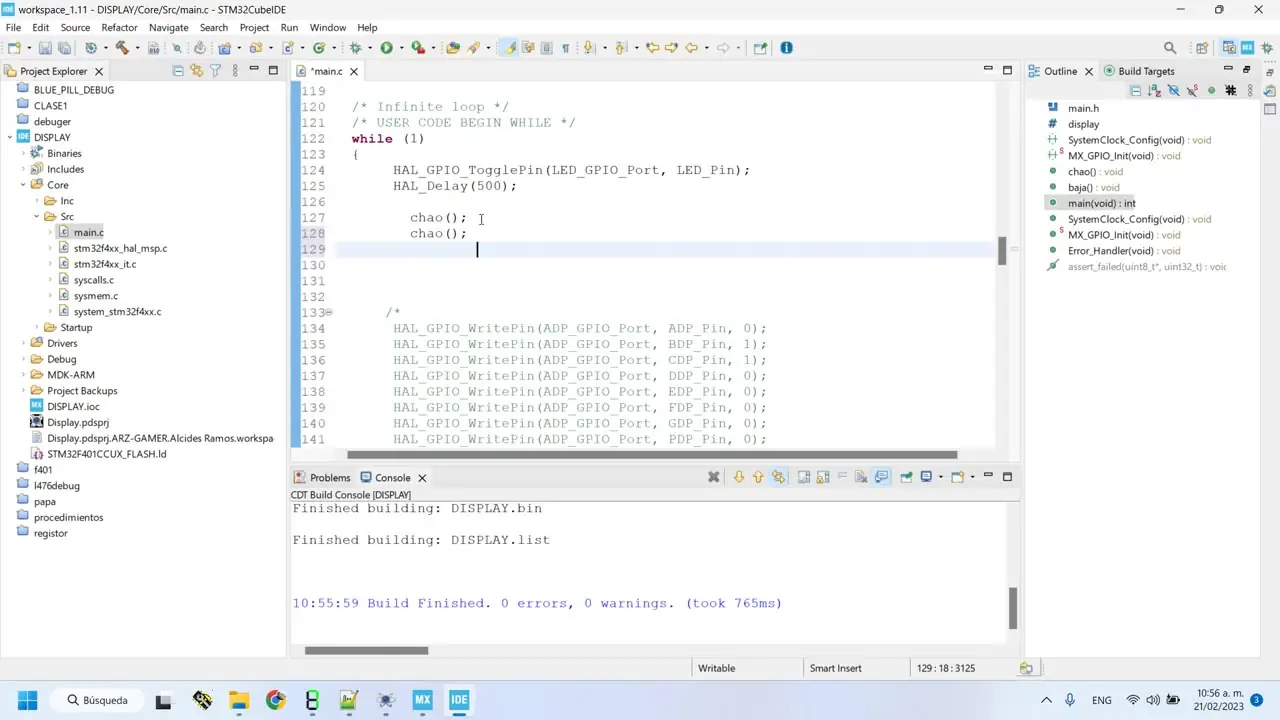 workspace_1.11 - DISPLAY/Core/Src/main.c - STM32CubeIDE
File Edit Source Refactor Navigate Search Project Run Window Help
Project Explorer
BLUE_PILL_DEBUG
CLASE1
debuger
DISPLAY
Binaries
Includes
Core
Inc
Src
main.c
stm32f4xx_hal_msp.c
stm32f4xx_it.c
syscalls.c
sysmem.c
system_stm32f4xx.c
Startup
Drivers
Debug
MDK-ARM
Project Backups
DISPLAY.ioc
Display.pdsprj
Display.pdsprj.ARZ-GAMER.Alcides Ramos.workspa
STM32F401CCUX_FLASH.ld
f401
l476debug
papa
procedimientos
registor
*main.c
119
120 /* Infinite loop */
121 /* USER CODE BEGIN WHILE */
122 while (1)
123 {
124 HAL_GPIO_TogglePin(LED_GPIO_Port, LED_Pin);
125 HAL_Delay(500);
126
127 chao();
128 chao();
129
130
131
132
133 /*
134 HAL_GPIO_WritePin(ADP_GPIO_Port, ADP_Pin, 0);
135 HAL_GPIO_WritePin(ADP_GPIO_Port, BDP_Pin, 1);
136 HAL_GPIO_WritePin(ADP_GPIO_Port, CDP_Pin, 1);
137 HAL_GPIO_WritePin(ADP_GPIO_Port, DDP_Pin, 0);
138 HAL_GPIO_WritePin(ADP_GPIO_Port, EDP_Pin, 0);
139 HAL_GPIO_WritePin(ADP_GPIO_Port, FDP_Pin, 0);
140 HAL_GPIO_WritePin(ADP_GPIO_Port, GDP_Pin, 0);
141 HAL_GPIO_WritePin(ADP_GPIO_Port, PDP_Pin, 0);
Problems Console
CDT Build Console [DISPLAY]
Finished building: DISPLAY.bin
Finished building: DISPLAY.list
10:55:59 Build Finished. 0 errors, 0 warnings. (took 765ms)
Outline Build Targets
main.h
display
SystemClock_Config(void) : void
MX_GPIO_Init(void) : void
chao() : void
baja() : void
main(void) : int
SystemClock_Config(void) : void
MX_GPIO_Init(void) : void
Error_Handler(void) : void
assert_failed(uint8_t*, uint32_t) : voic
Writable Smart Insert 129 : 18 : 3125
Búsqueda
MX
IDE
ENG
10:56 a. m.
21/02/2023
3